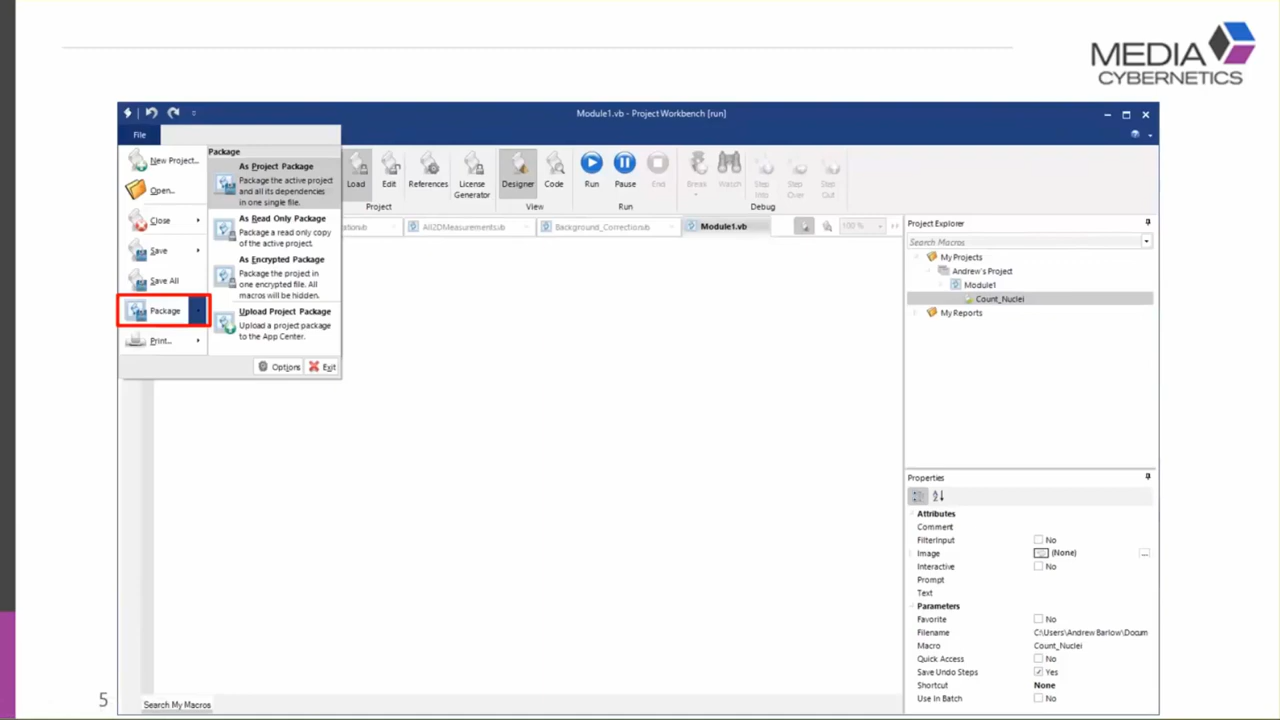 MEDIA
CYBERNETICS
Module1.vb - Project Workbench [run]
File
New Project...
Open...
Close
Save
Save All
Package
Print...
Package
As Project Package
Package the active project
and all its dependencies
in one single file.
As Read Only Package
Package a read only copy
of the active project.
As Encrypted Package
Package the project in
one encrypted file. All
macros will be hidden.
Upload Project Package
Upload a project package
to the App Center.
Options
Exit
Load
Edit
References
License
Generator
Project
Designer
Code
View
Run
Pause
End
Run
Break
Watch
Step
Into
Step
Over
Step
Out
Debug
All2DMeasurements.vb
Background_Correction.vb
Module1.vb
100 %
Project Explorer
Search Macros
My Projects
Andrew's Project
Module1
Count_Nuclei
My Reports
Properties
Attributes
Comment
FilterInput No
Image (None) ...
Interactive No
Prompt
Text
Parameters
Favorite No
Filename C:\Users\Andrew Barlow\Docum
Macro Count_Nuclei
Quick Access No
Save Undo Steps Yes
Shortcut None
Use In Batch No
Search My Macros
5